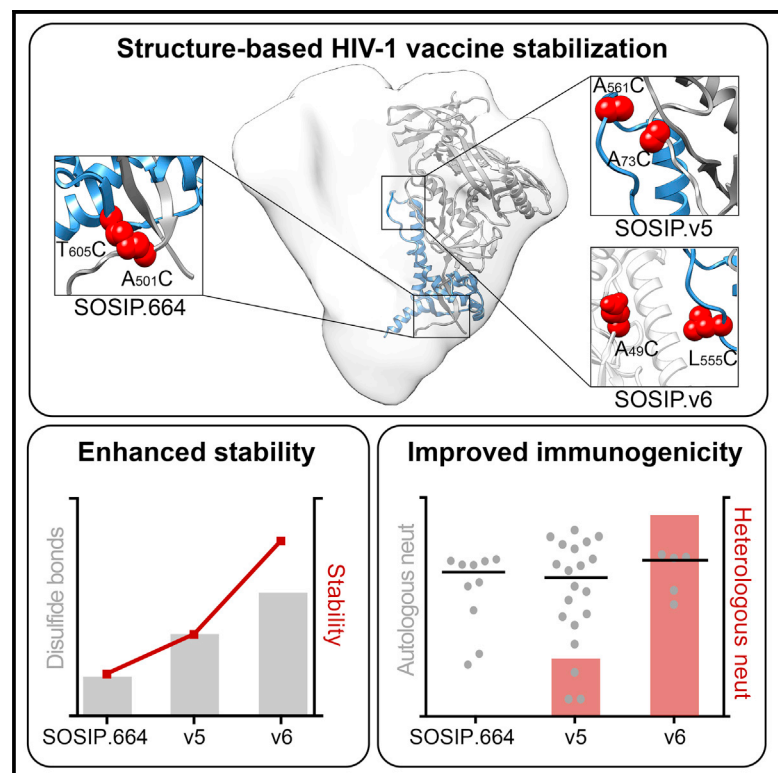 Structure-based HIV-1 vaccine stabilization
T605C
A501C
SOSIP.664
A561C
A73C
SOSIP.v5
A49C
L555C
SOSIP.v6
Enhanced stability
Disulfide bonds
Stability
SOSIP.664 v5 v6
Improved immunogenicity
Autologous neut
Heterologous neut
SOSIP.664 v5 v6